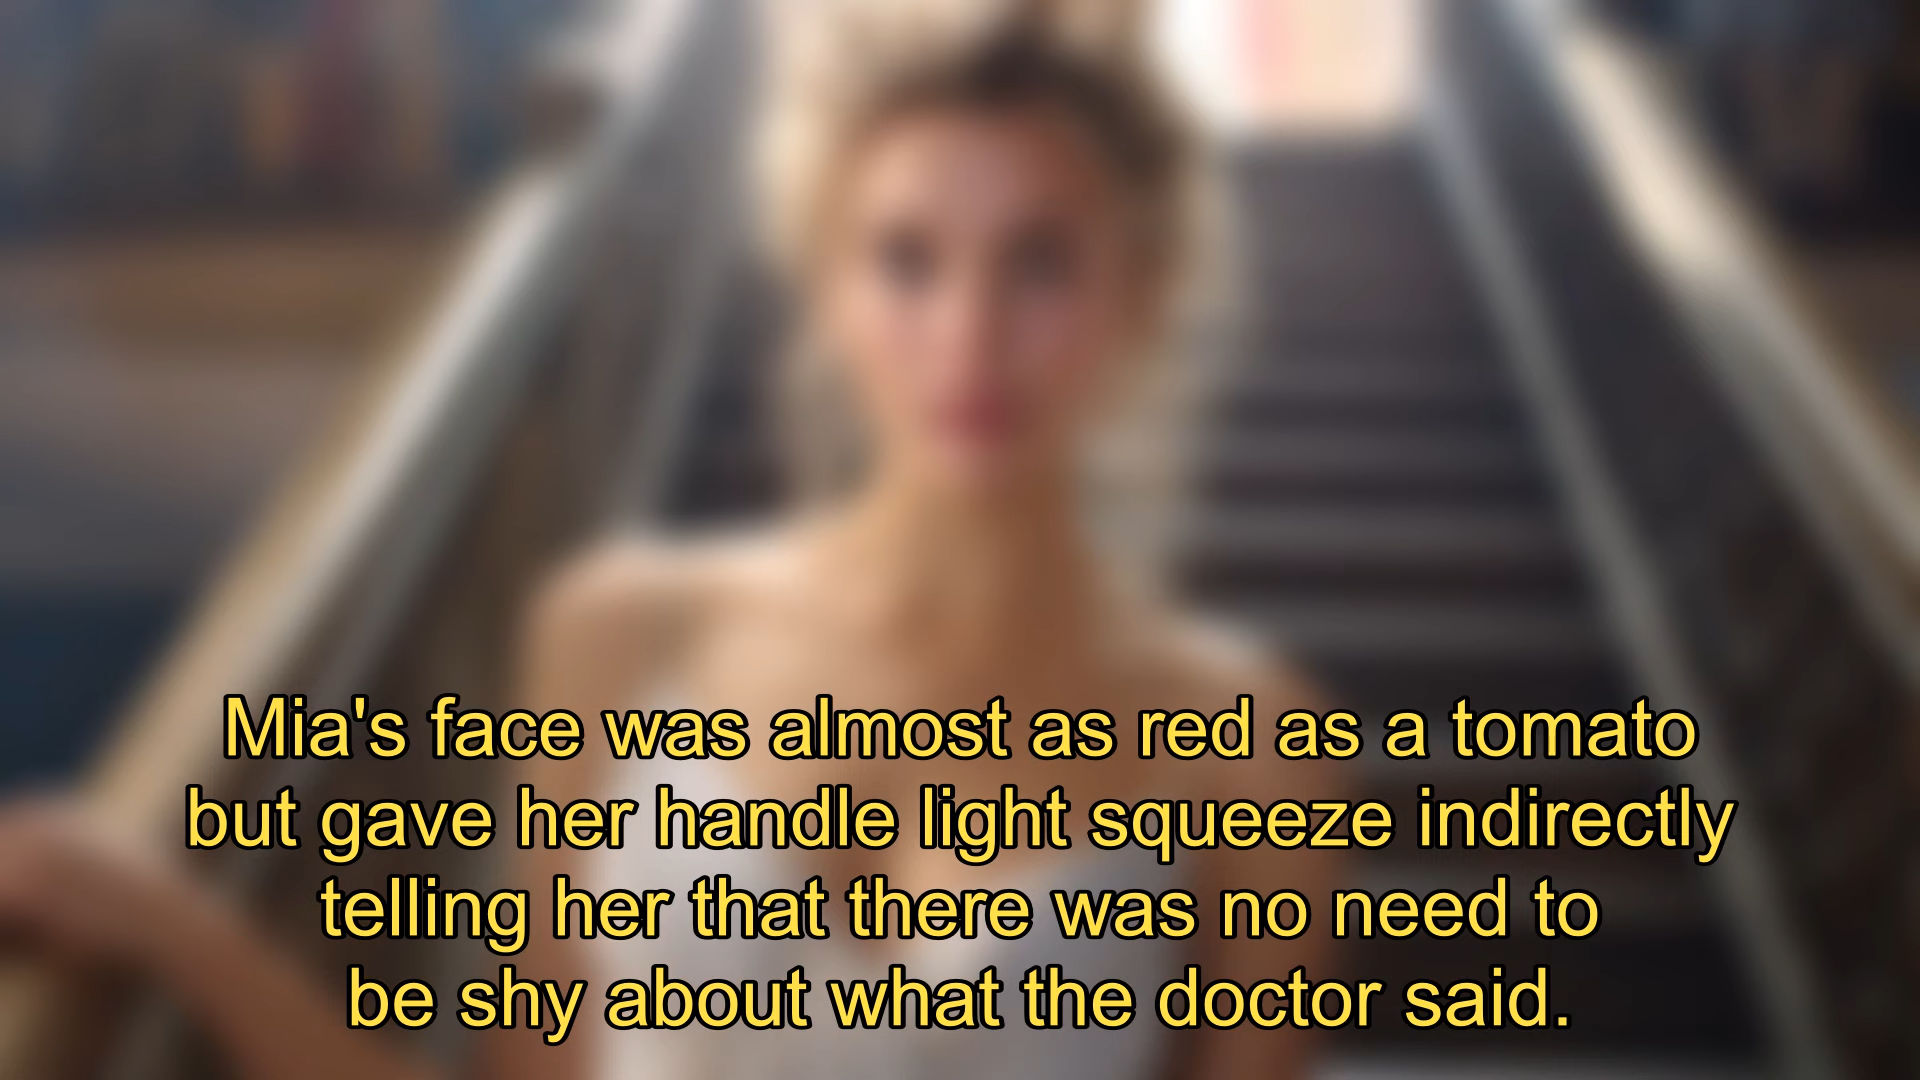 Mia's face was almost as red as a tomato
but gave her handle light squeeze indirectly
telling her that there was no need to
be shy about what the doctor said.